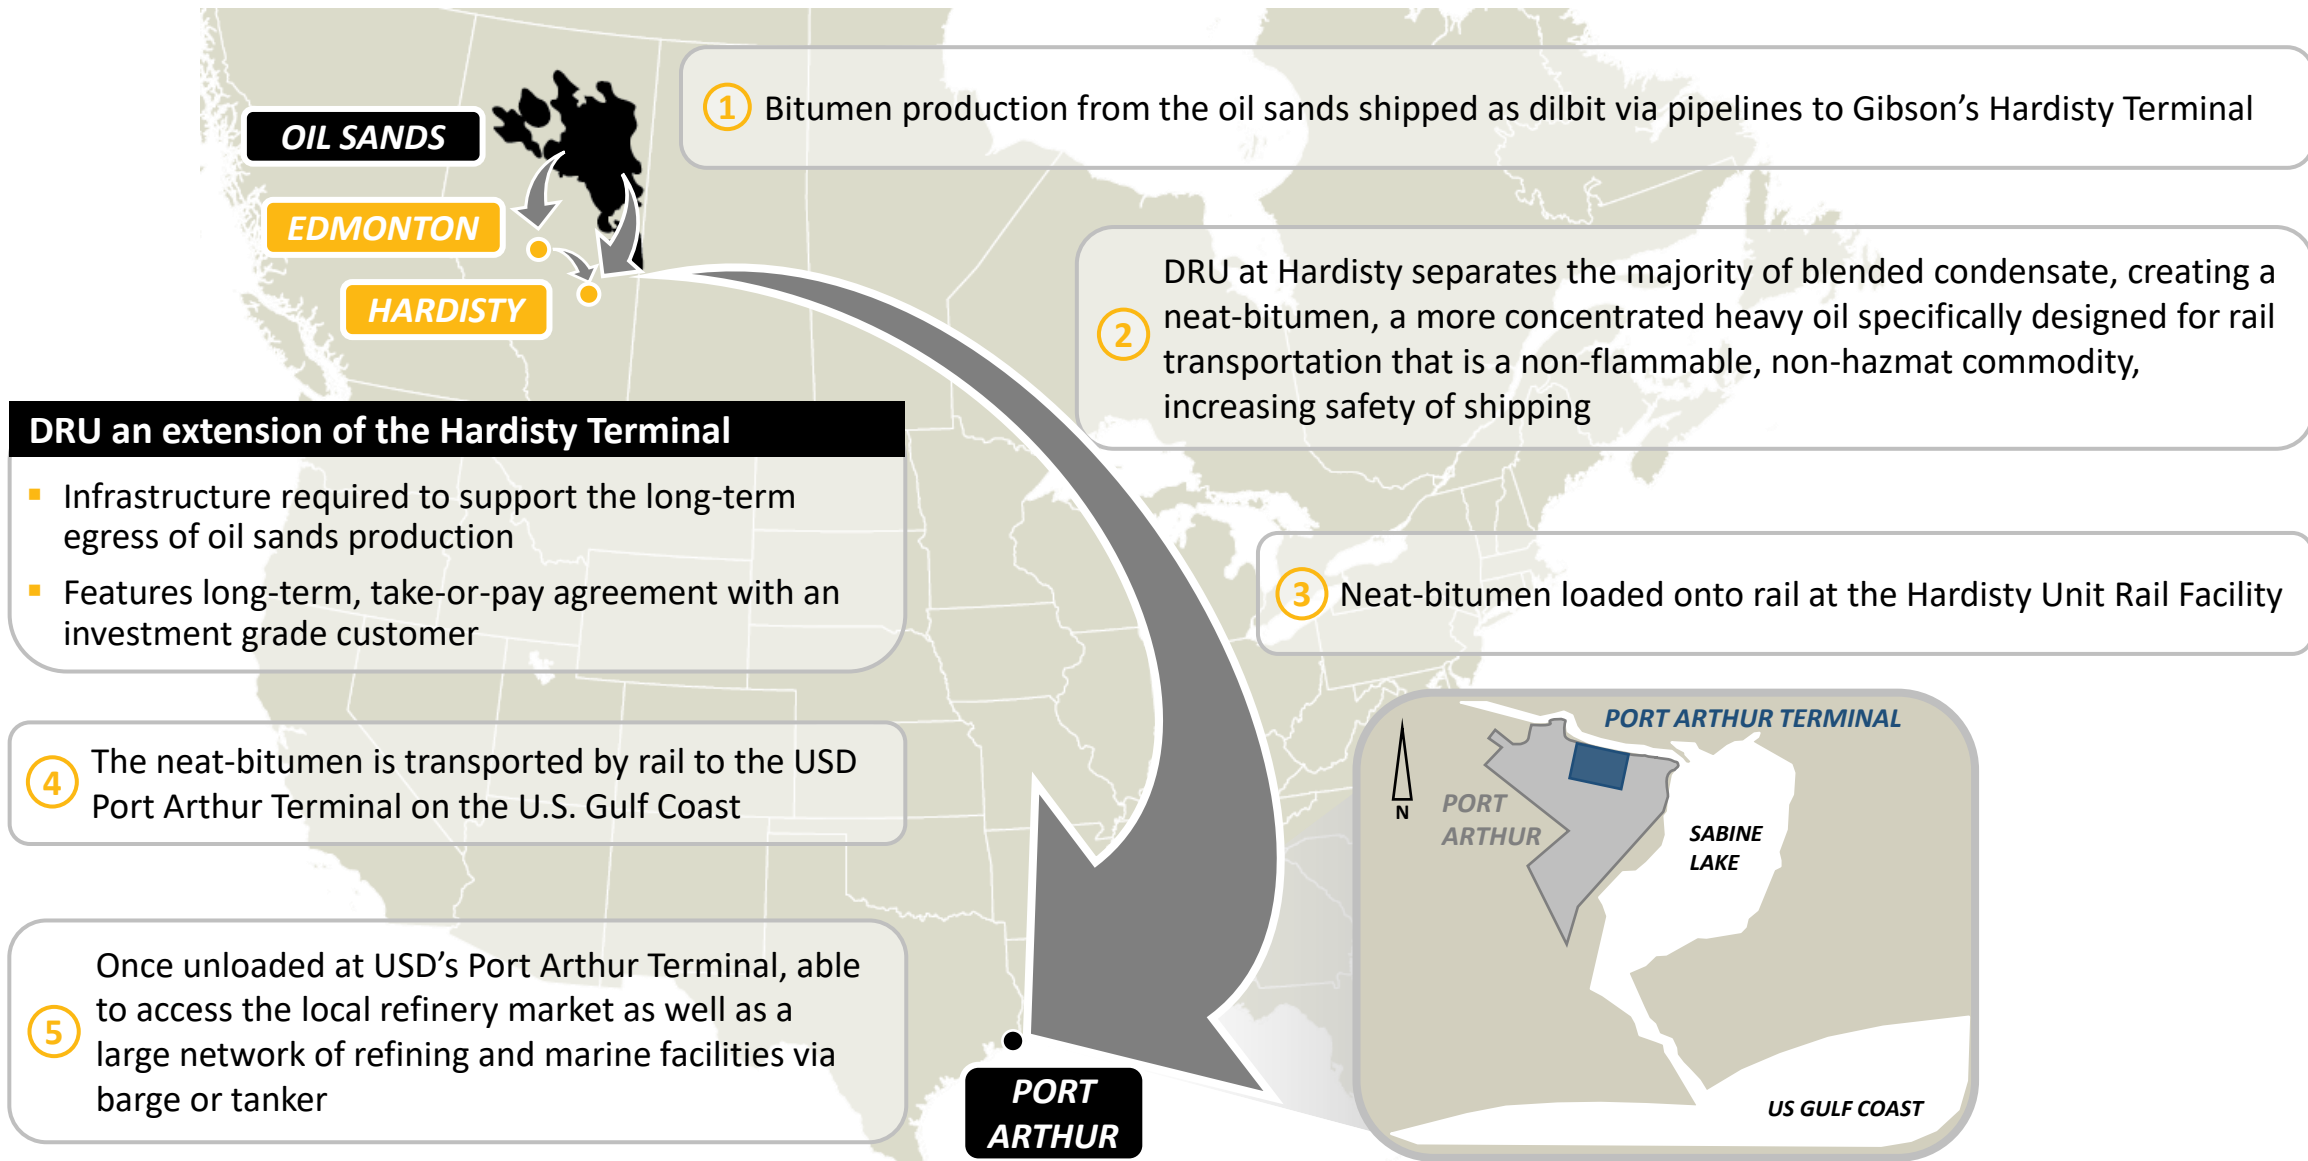 OIL SANDS
EDMONTON
HARDISTY
1
Bitumen production from the oil sands shipped as dilbit via pipelines to Gibson’s Hardisty Terminal
2
DRU at Hardisty separates the majority of blended condensate, creating a
neat-bitumen, a more concentrated heavy oil specifically designed for rail
transportation that is a non-flammable, non-hazmat commodity,
increasing safety of shipping
DRU an extension of the Hardisty Terminal
▪ Infrastructure required to support the long-term
egress of oil sands production
▪ Features long-term, take-or-pay agreement with an
investment grade customer
3
Neat-bitumen loaded onto rail at the Hardisty Unit Rail Facility
4
The neat-bitumen is transported by rail to the USD
Port Arthur Terminal on the U.S. Gulf Coast
5
Once unloaded at USD’s Port Arthur Terminal, able
to access the local refinery market as well as a
large network of refining and marine facilities via
barge or tanker
PORT
ARTHUR
PORT ARTHUR TERMINAL
N
PORT
ARTHUR
SABINE
LAKE
US GULF COAST